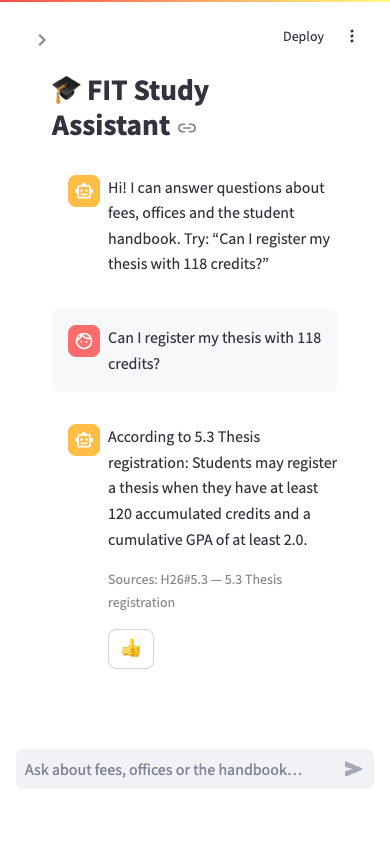 Deploy
FIT Study
Assistant
Hi! I can answer questions about
fees, offices and the student
handbook. Try: “Can I register my
thesis with 118 credits?”
Can I register my thesis with 118
credits?
According to 5.3 Thesis
registration: Students may register
a thesis when they have at least
120 accumulated credits and a
cumulative GPA of at least 2.0.
Sources: H26#5.3 — 5.3 Thesis
registration
Ask about fees, offices or the handbook…